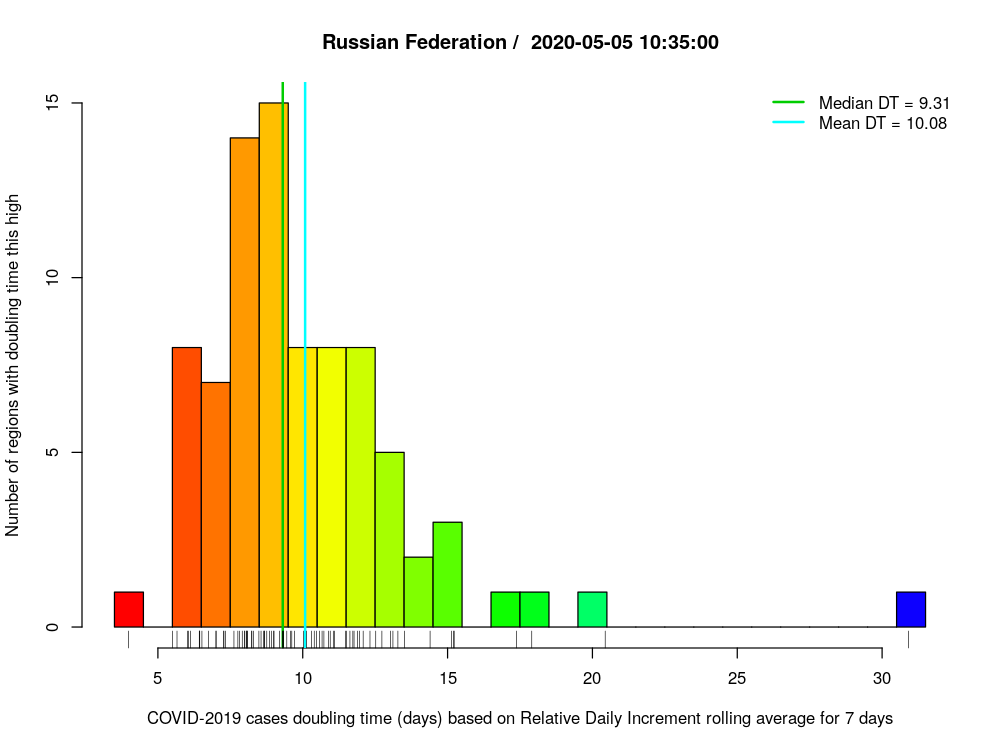 Russian Federation /  2020-05-05 10:35:00
Median DT = 9.31
Mean DT = 10.08
Number of regions with doubling time this high
15
10
5
0
5 10 15 20 25 30
COVID-2019 cases doubling time (days) based on Relative Daily Increment rolling average for 7 days